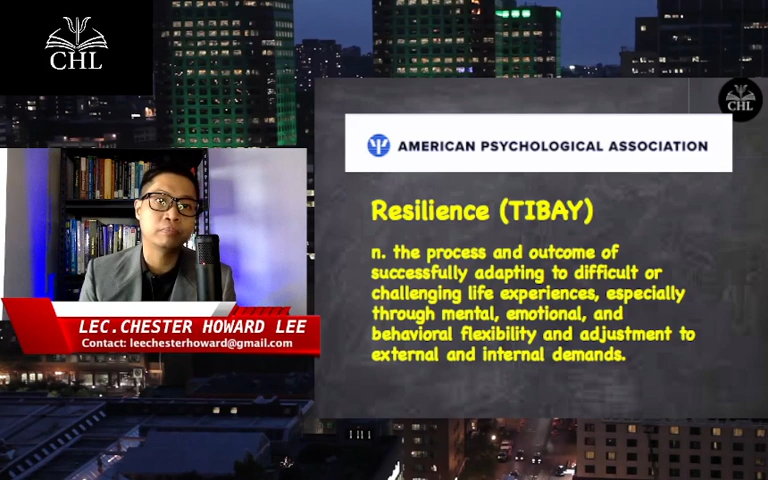 CHL
CHL
AMERICAN PSYCHOLOGICAL ASSOCIATION
Resilience (TIBAY)
n. the process and outcome of
successfully adapting to difficult or
challenging life experiences, especially
through mental, emotional, and
behavioral flexibility and adjustment to
external and internal demands.
LEC.CHESTER HOWARD LEE
Contact: leechesterhoward@gmail.com